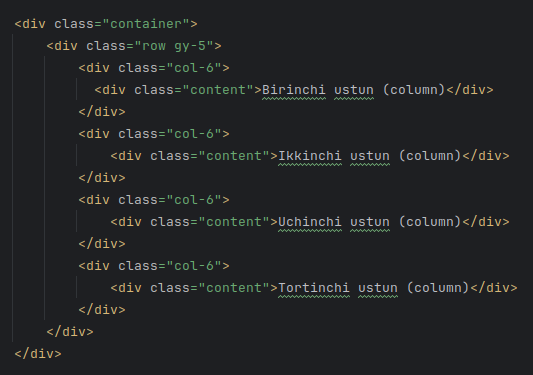 <div class="container">
    <div class="row gy-5">
        <div class="col-6">
          <div class="content">Birinchi ustun (column)</div>
        </div>
        <div class="col-6">
            <div class="content">Ikkinchi ustun (column)</div>
        </div>
        <div class="col-6">
            <div class="content">Uchinchi ustun (column)</div>
        </div>
        <div class="col-6">
            <div class="content">Tortinchi ustun (column)</div>
        </div>
    </div>
</div>